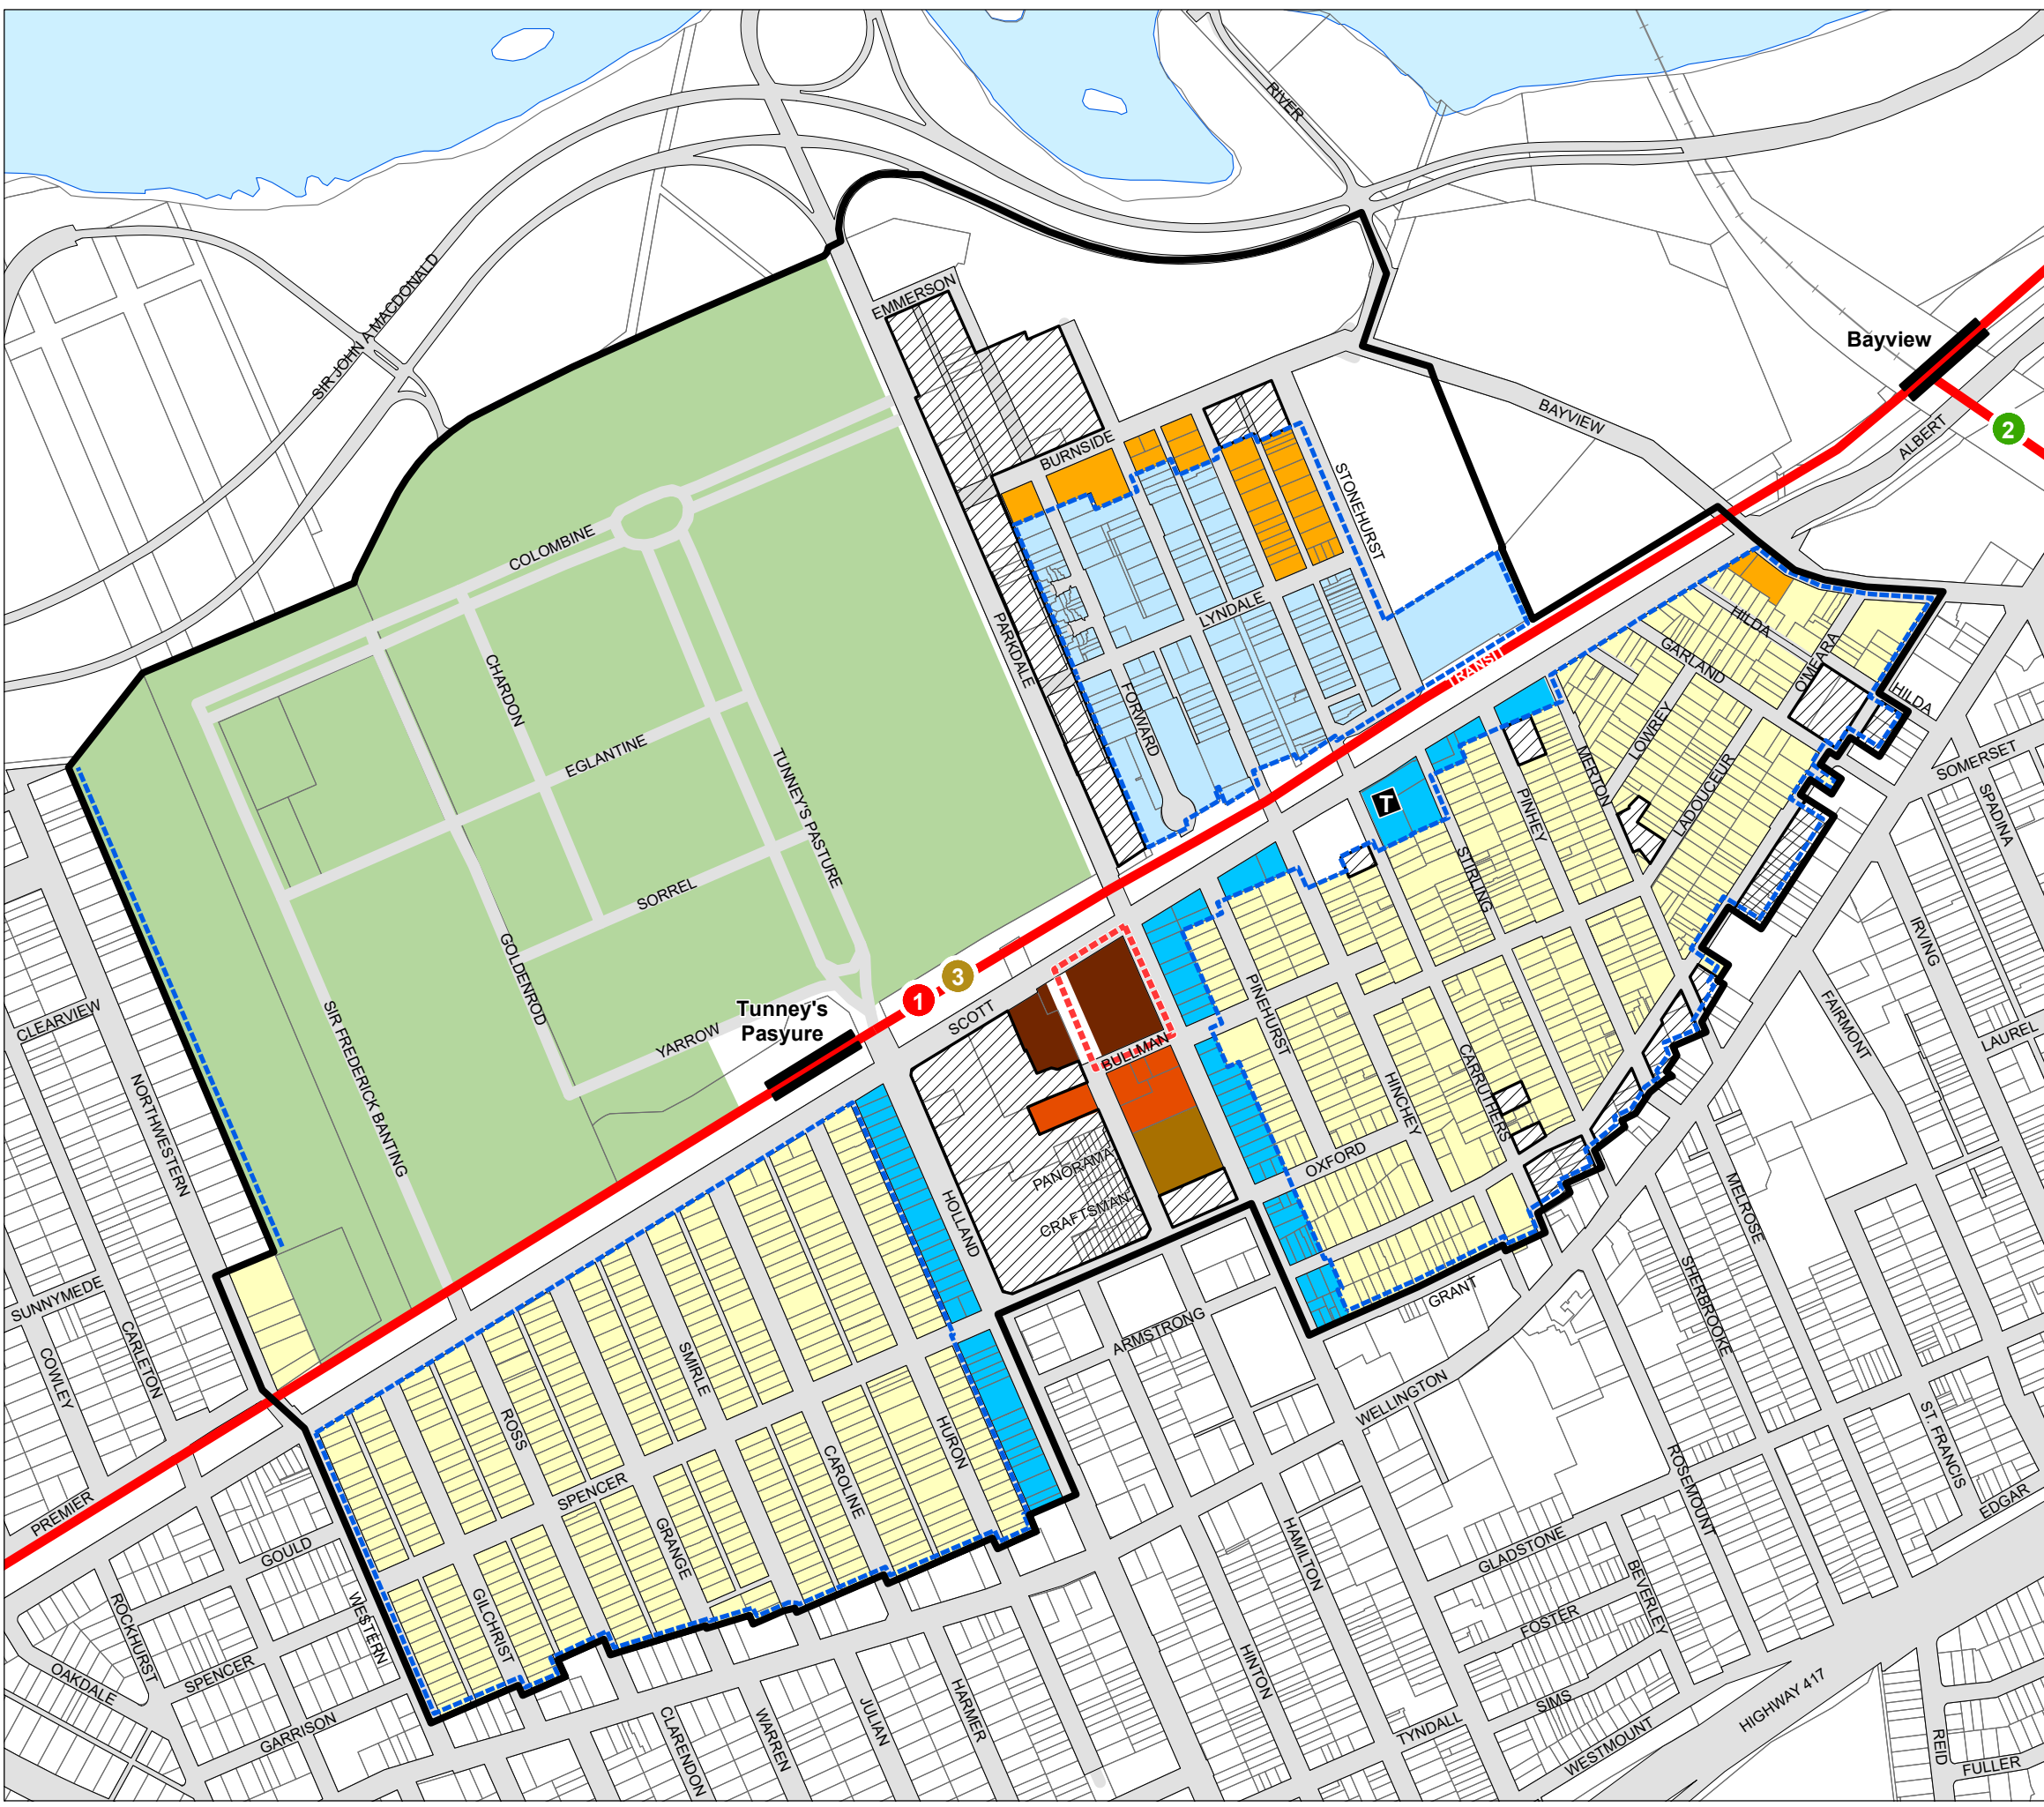 RIVER
SIR JOHN A MACDONALD
EMMERSON
Bayview
2
ALBERT
BAYVIEW
BURNSIDE
STONEHURST
COLOMBINE
LYNDALE
PARKDALE
FORWARD
TRANSIT
HILDA
GARLAND
O'MEARA
HILDA
CHARDON
EGLANTINE
TUNNEY'S PASTURE
LOWREY
MERTON
LADOUCEUR
SOMERSET
SPADINA
T
PINHEY
STIRLING
SORREL
GOLDENROD
IRVING
FAIRMONT
LAUREL
3
1
SCOTT
Tunney's
Pasyure
YARROW
PINEHURST
BULLMAN
CLEARVIEW
NORTHWESTERN
SIR FREDERICK BANTING
HINCHEY
CARRUTHERS
OXFORD
PANORAMA
CRAFTSMAN
HOLLAND
MELROSE
SHERBROOKE
GRANT
ARMSTRONG
SUNNYMEDE
COWLEY
CARLETON
SMIRLE
ROSS
HURON
CAROLINE
WELLINGTON
SPENCER
GRANGE
ST. FRANCIS
ROSEMOUNT
EDGAR
PREMIER
GOULD
GILCHRIST
WESTERN
ROCKHURST
SPENCER
OAKDALE
GARRISON
HAMILTON
GLADSTONE
BEVERLEY
FOSTER
HINTON
SIMS
TYNDALL
WESTMOUNT
HIGHWAY 417
CLARENDON
WARREN
JULIAN
HARMER
REID
FULLER